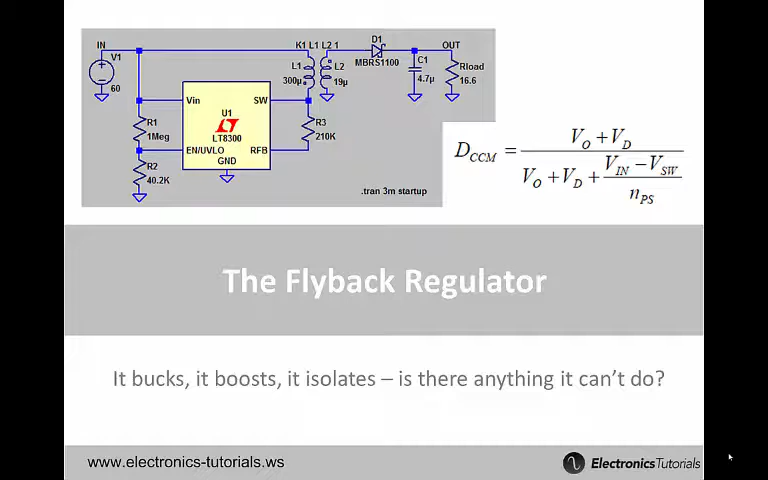 IN
V1
60
R1
1Meg
R2
40.2K
Vin
SW
U1
LT8300
EN/UVLO
RFB
GND
K1 L1 L2 1
L1
300µ
L2
19µ
R3
210K
D1
MBRS1100
C1
4.7µ
OUT
Rload
16.6
.tran 3m startup
D_CCM = (V_O + V_D) / (V_O + V_D + (V_IN − V_SW) / n_PS)
The Flyback Regulator
It bucks, it boosts, it isolates – is there anything it can't do?
www.electronics-tutorials.ws
ElectronicsTutorials